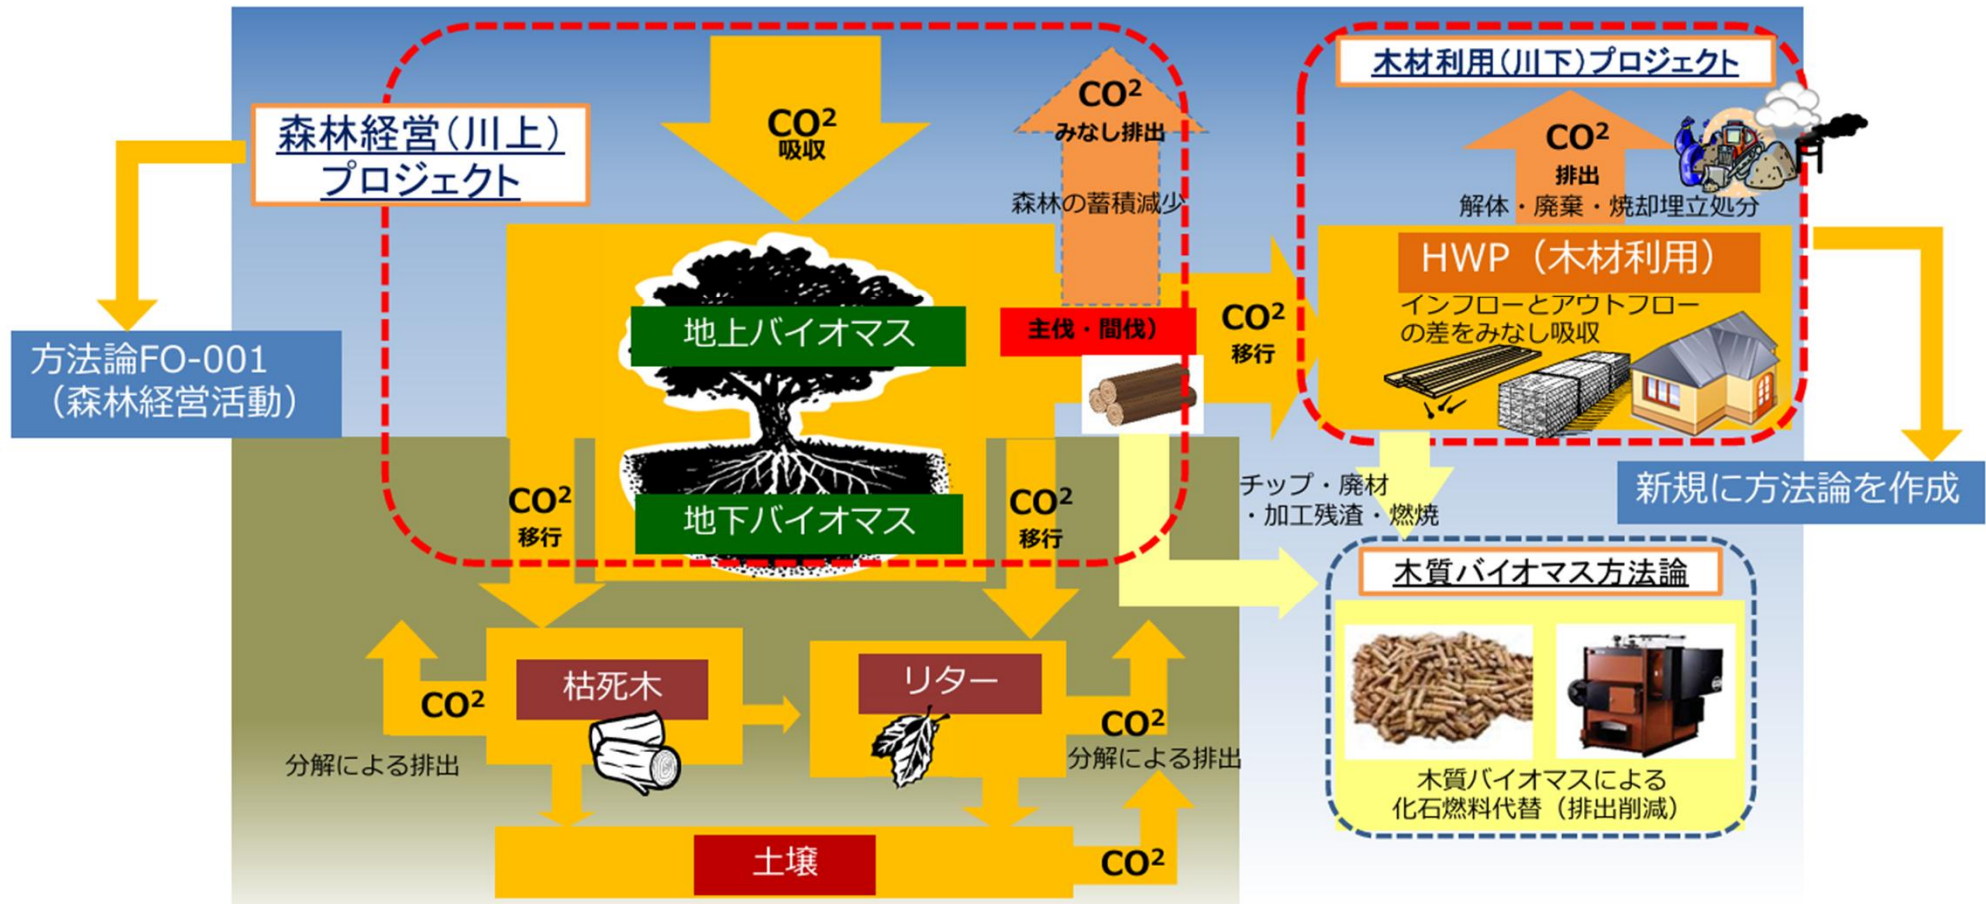 森林経営（川上）
プロジェクト
CO²
吸収
CO²
みなし排出
森林の蓄積減少
木材利用（川下）プロジェクト
CO²
排出
解体・廃棄・焼却埋立処分
HWP（木材利用）
インフローとアウトフロー
の差をみなし吸収
地上バイオマス
主伐・間伐）
CO²
移行
方法論FO-001
（森林経営活動）
地下バイオマス
CO²
移行
CO²
移行
チップ・廃材
・加工残渣・燃焼
新規に方法論を作成
木質バイオマス方法論
木質バイオマスによる
化石燃料代替（排出削減）
枯死木
リター
CO²
分解による排出
CO²
分解による排出
土壌
CO²